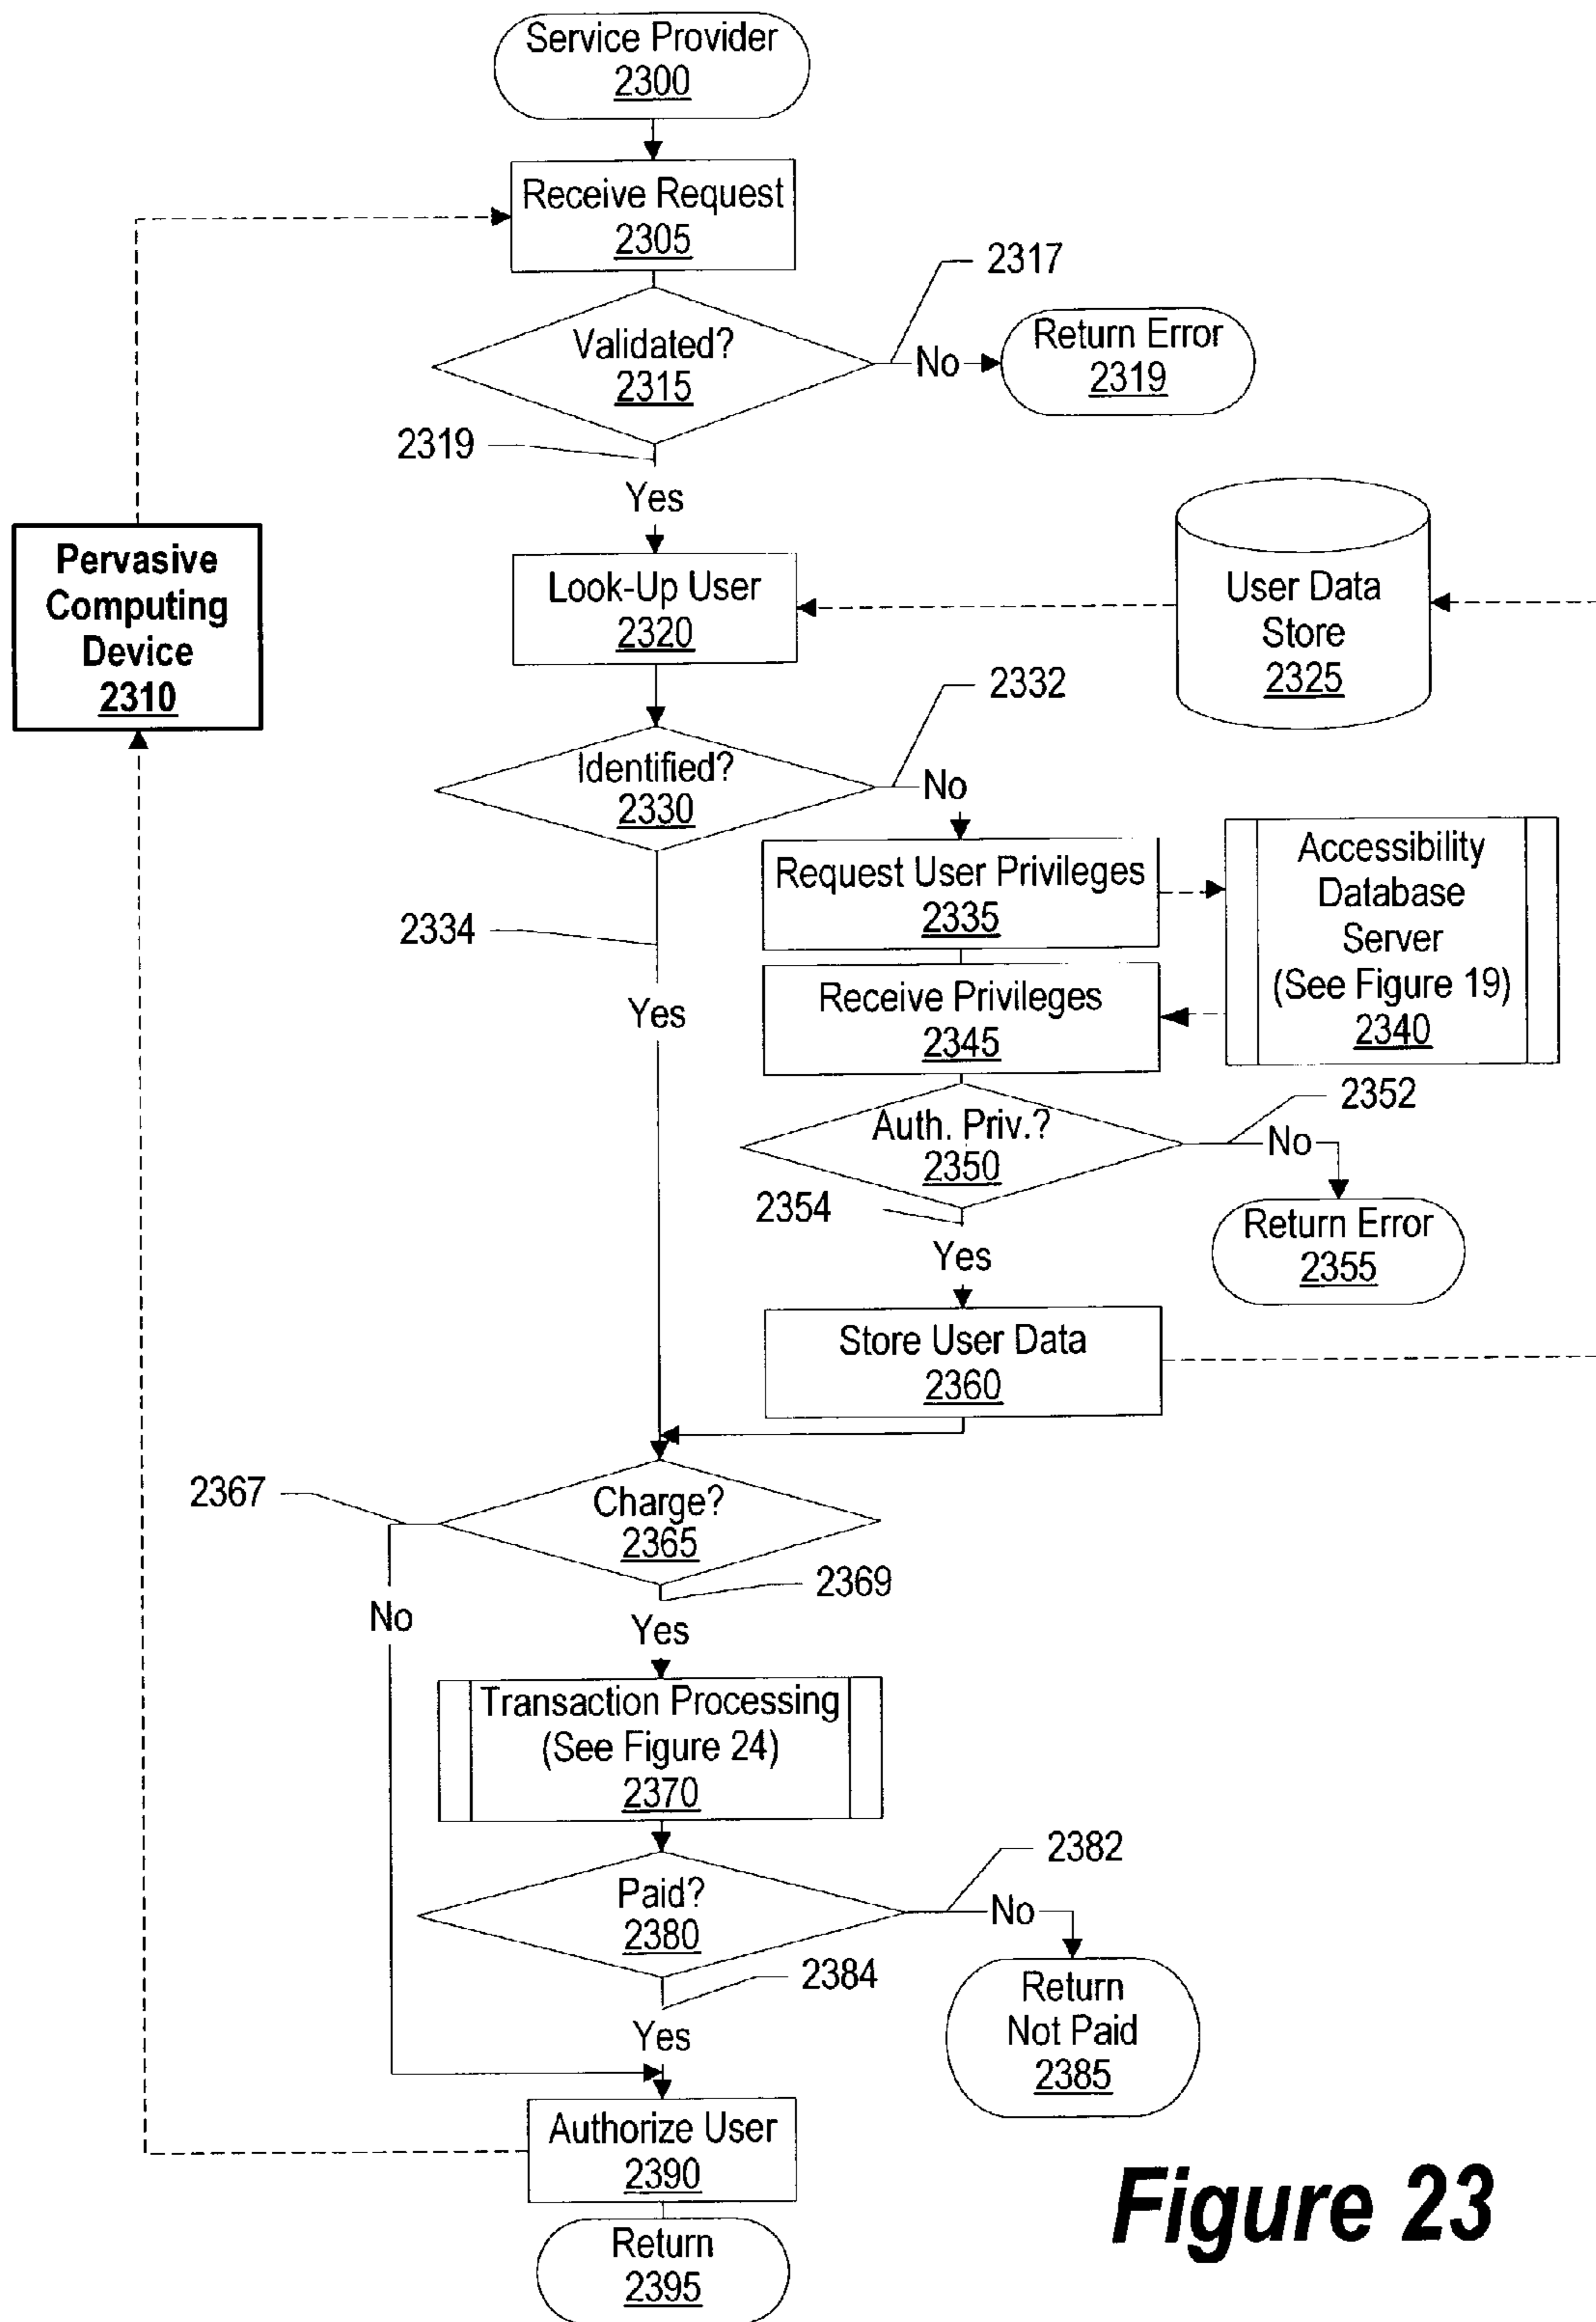 Service Provider
2300
Receive Request
2305
2317
Validated?
2315
No
Return Error
2319
2319
Yes
Pervasive
Computing
Device
2310
Look-Up User
2320
User Data
Store
2325
2332
Identified?
2330
No
Request User Privileges
2335
Accessibility
Database
Server
(See Figure 19)
2340
2334
Yes
Receive Privileges
2345
2352
Auth. Priv.?
2350
No
2354
Yes
Return Error
2355
Store User Data
2360
2367
Charge?
2365
2369
No
Yes
Transaction Processing
(See Figure 24)
2370
2382
Paid?
2380
No
2384
Yes
Return
Not Paid
2385
Authorize User
2390
Return
2395
Figure 23